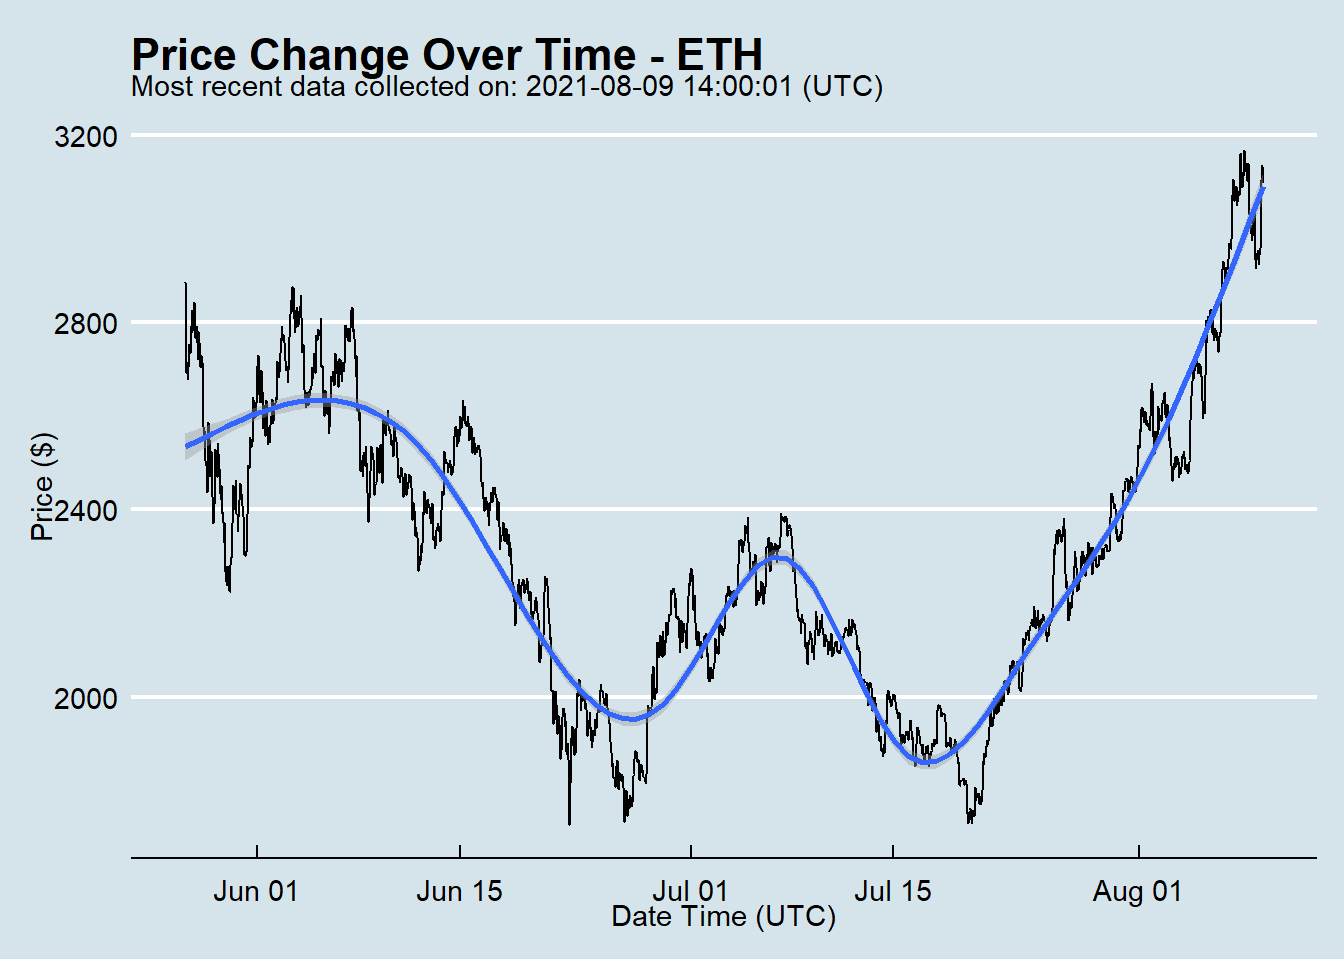 Price Change Over Time - ETH
Most recent data collected on: 2021-08-09 14:00:01 (UTC)
3200
2800
2400
2000
Price ($)
Jun 01
Jun 15
Jul 01
Jul 15
Aug 01
Date Time (UTC)